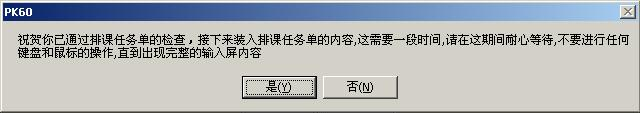 PK60
祝贺你已通过排课任务单的检查，接下来装入排课任务单的内容,这需要一段时间,请在这期间耐心等待,不要进行任何
键盘和鼠标的操作,直到出现完整的输入屏内容
是(Y)
否(N)